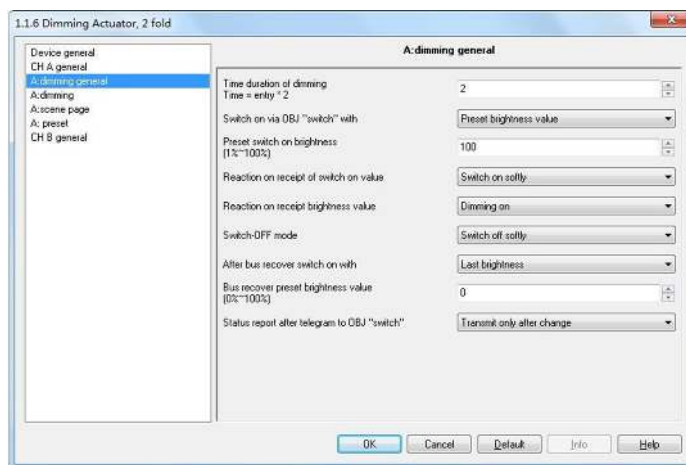 1.1.6 Dimming Actuator, 2 fold
Device general
CH A general
A:dimming general
A:dimming
A:scene page
A: preset
CH B general
A:dimming general
Time duration of dimming
Time = entry * 2
2
Switch on via OBJ "switch" with
Preset brightness value
Preset switch on brightness
(1%~100%)
100
Reaction on receipt of switch on value
Switch on softly
Reaction on receipt brightness value
Dimming on
Switch-OFF mode
Switch off softly
After bus recover switch on with
Last brightness
Bus recover preset brightness value
(0%~100%)
0
Status report after telegram to OBJ "switch"
Transmit only after change
OK
Cancel
Default
Info
Help